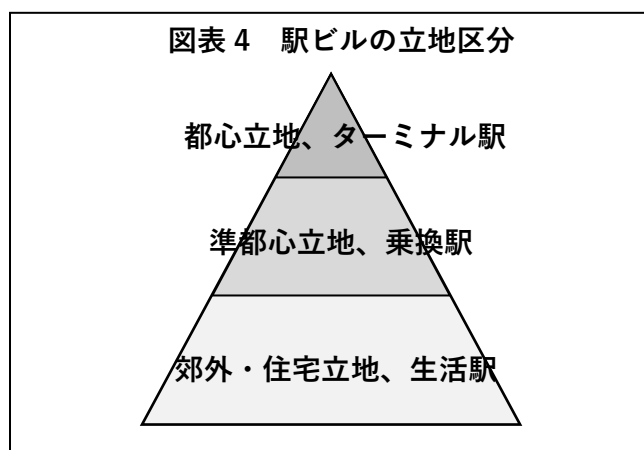 図表4 駅ビルの立地区分
都心立地、ターミナル駅
準都心立地、乗換駅
郊外・住宅立地、生活駅